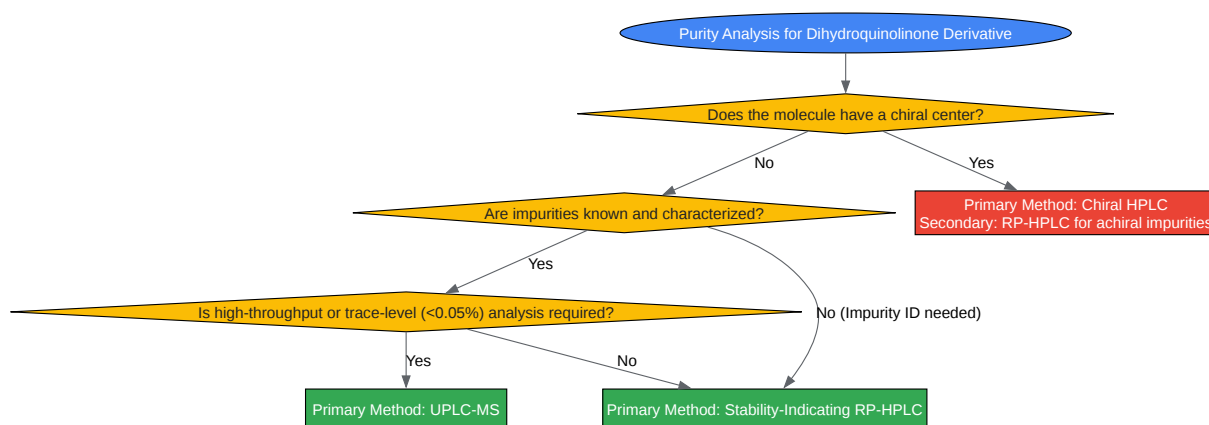 Purity Analysis for Dihydroquinolinone Derivative
Does the molecule have a chiral center?
No
Yes
Are impurities known and characterized?
Primary Method: Chiral HPLC
Secondary: RP-HPLC for achiral impurities
Yes
Is high-throughput or trace-level (<0.05%) analysis required?
No (Impurity ID needed)
Yes
No
Primary Method: UPLC-MS
Primary Method: Stability-Indicating RP-HPLC